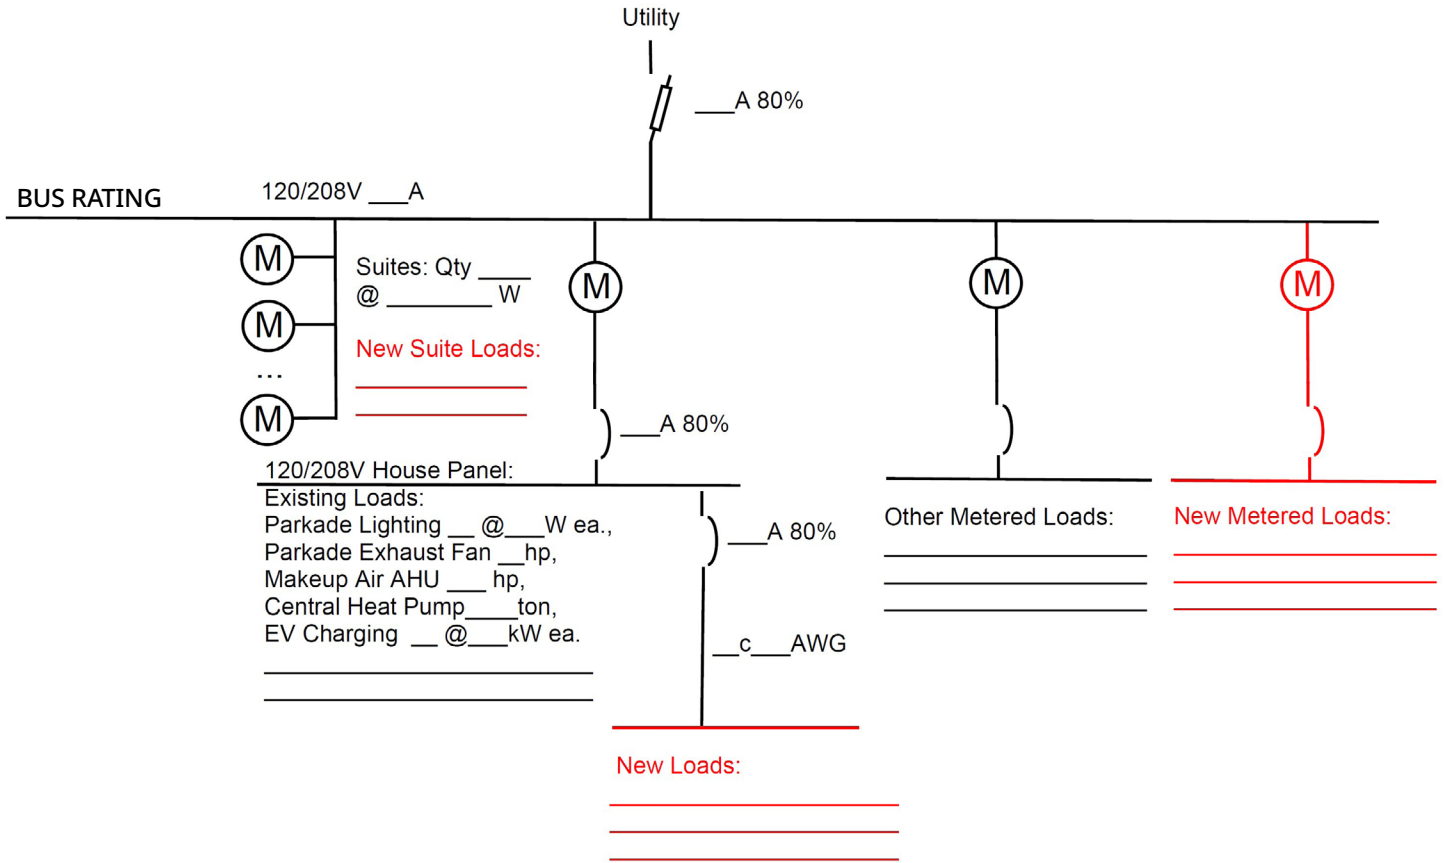 Utility
___A 80%
BUS RATING
120/208V ___A
M
M
...
M
Suites: Qty ____
@ ________ W
New Suite Loads:
M
___A 80%
M
M
120/208V House Panel:
Existing Loads:
Parkade Lighting __ @___W ea.,
Parkade Exhaust Fan __hp,
Makeup Air AHU ___ hp,
Central Heat Pump____ton,
EV Charging __ @___kW ea.
___A 80%
__c___AWG
New Loads:
Other Metered Loads:
New Metered Loads: